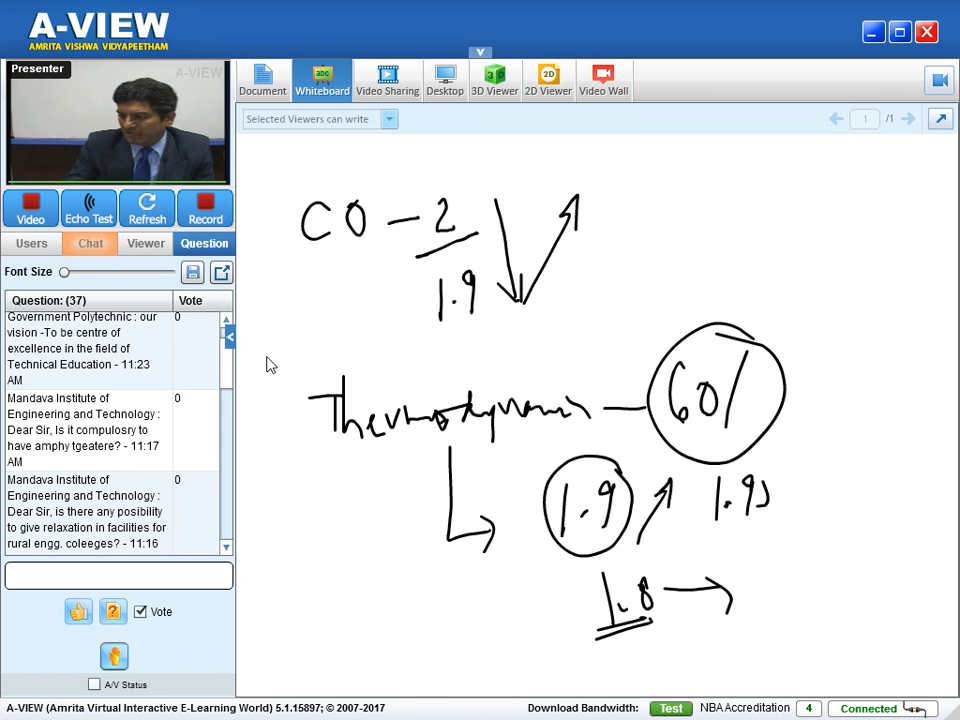 A-VIEW
AMRITA VISHWA VIDYAPEETHAM
Presenter
A-VIEW
Video
Echo Test
Refresh
Record
Users
Chat
Viewer
Question
Font Size
Question: (37)
Vote
Government Polytechnic : our
vision -To be centre of
excellence in the field of
Technical Education - 11:23
AM
0
Mandava Institute of
Engineering and Technology :
Dear Sir, Is it compulosry to
have amphy tgeatere? - 11:17
AM
0
Mandava Institute of
Engineering and Technology :
Dear Sir, is there any posibility
to give relaxation in facilities for
rural engg. coleeges? - 11:16
0
Vote
A/V Status
Document
abc
Whiteboard
Video Sharing
Desktop
3D
3D Viewer
2D
2D Viewer
Video Wall
Selected Viewers can write
1
/1
CO - 2
1.9
Thermodynamics - 60%
1.9
1.8
A-VIEW (Amrita Virtual Interactive E-Learning World) 5.1.15897; © 2007-2017
Download Bandwidth:
Test
NBA Accreditation
4
Connected